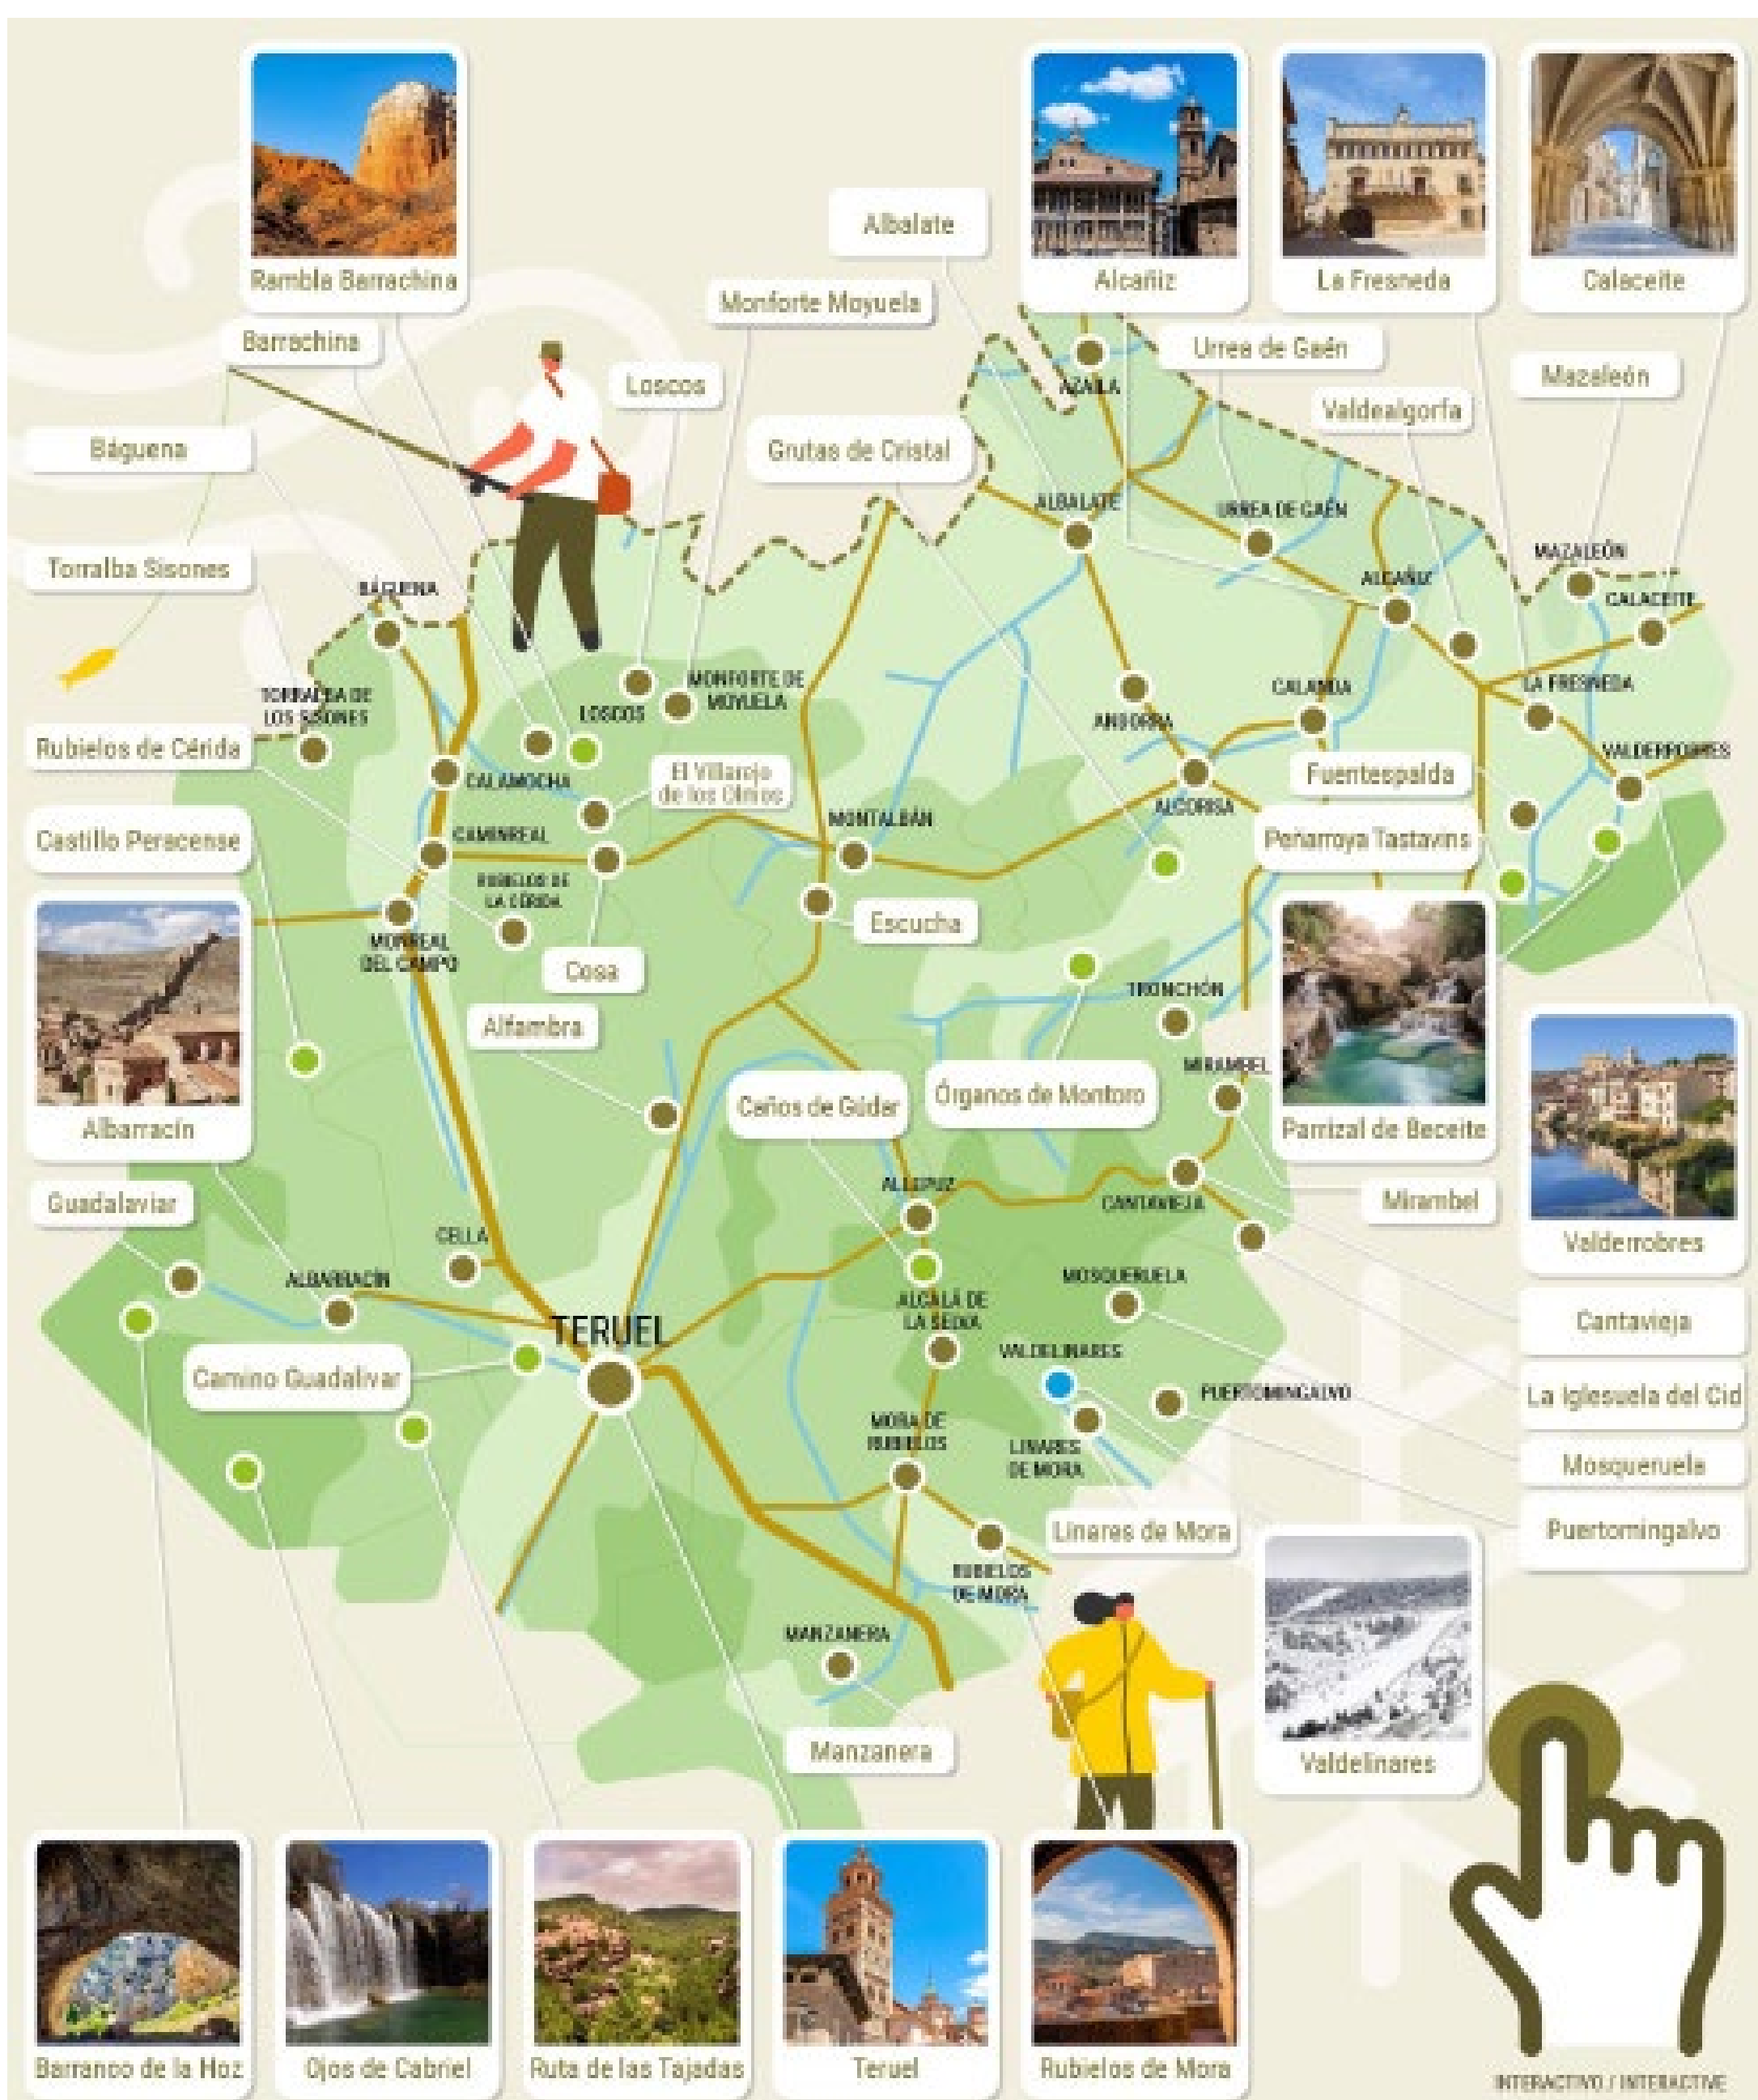 Rambla Barrachina
Alcañiz
La Fresneda
Calaceite
Albalate
Monforte Moyuela
Barrachina
Urrea de Gaén
Mazaleón
Loscos
AZAILA
Valdealgorfa
Báguena
Grutas de Cristal
ALBALATE
URREA DE GAÉN
Torralba Sisones
MAZALEÓN
BÁGUENA
ALCAÑIZ
CALACEITE
TORRALBA DE
LOS SISONES
MONFORTE DE
MOYUELA
LOSCOS
CALANDA
LA FRESNEDA
ANDORRA
Rubielos de Cérida
VALDERROBRES
CALAMOCHA
El Villarejo
de los Olmos
Fuentespalda
ALCORISA
Castillo Peracense
CAMINREAL
MONTALBÁN
Peñarroya Tastavins
RUBIELOS DE
LA CÉRIDA
Escucha
MONREAL
DEL CAMPO
Cosa
TRONCHÓN
Alfambra
MIRAMBEL
Caños de Gúdar
Órganos de Montoro
Albarracín
Parrizal de Beceite
ALLEPUZ
CANTAVIEJA
Guadalaviar
Mirambel
CELLA
Valderrobres
ALBARRACÍN
MOSQUERUELA
ALCALÁ DE
LA SELVA
TERUEL
Cantavieja
VALDELINARES
Camino Guadalivar
PUERTOMINGALVO
La Iglesuela del Cid
MORA DE
RUBIELOS
LINARES
DE MORA
Mosqueruela
Linares de Mora
Puertomingalvo
RUBIELOS
DE MORA
MANZANERA
Manzanera
Valdelinares
Barranco de la Hoz
Ojos de Cabriel
Ruta de las Tajadas
Teruel
Rubielos de Mora
INTERACTIVO / INTERACTIVE